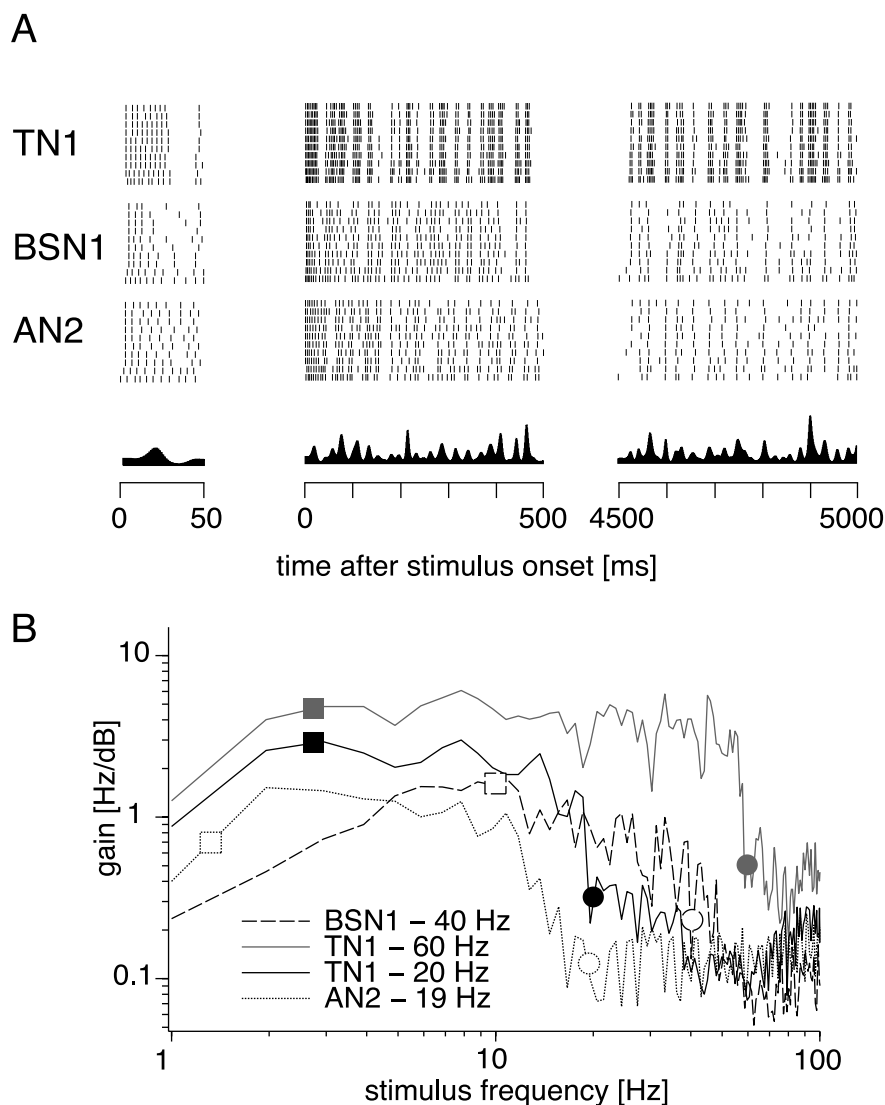 A
TN1
BSN1
AN2
0 50 0 500 4500 5000
time after stimulus onset [ms]
B
10
1
0.1
gain [Hz/dB]
BSN1 – 40 Hz
TN1 – 60 Hz
TN1 – 20 Hz
AN2 – 19 Hz
1 10 100
stimulus frequency [Hz]